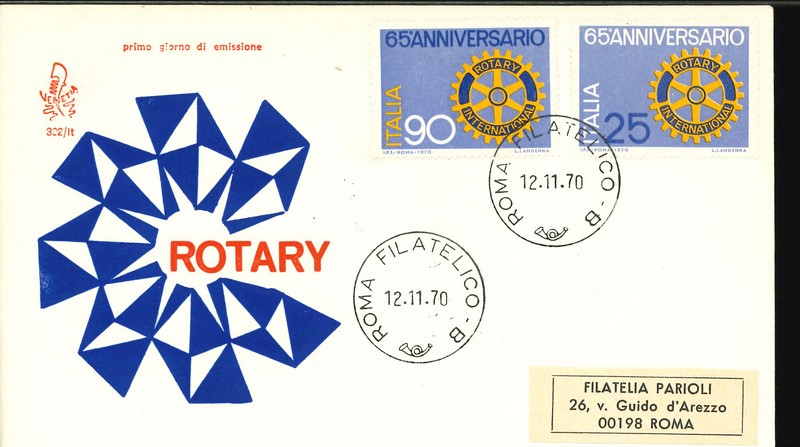 primo giorno di emissione
VENETIA
302/It
ROTARY
65° ANNIVERSARIO
ROTARY
INTERNATIONAL
ITALIA
90
I.P.S.-ROMA-1970
L.LANDENNA
65° ANNIVERSARIO
ROTARY
INTERNATIONAL
ITALIA
25
I.P.S.-ROMA-1970
L.LANDENNA
ROMA FILATELICO - B
12.11.70
ROMA FILATELICO - B
12.11.70
FILATELIA PARIOLI
26, v. Guido d'Arezzo
00198 ROMA